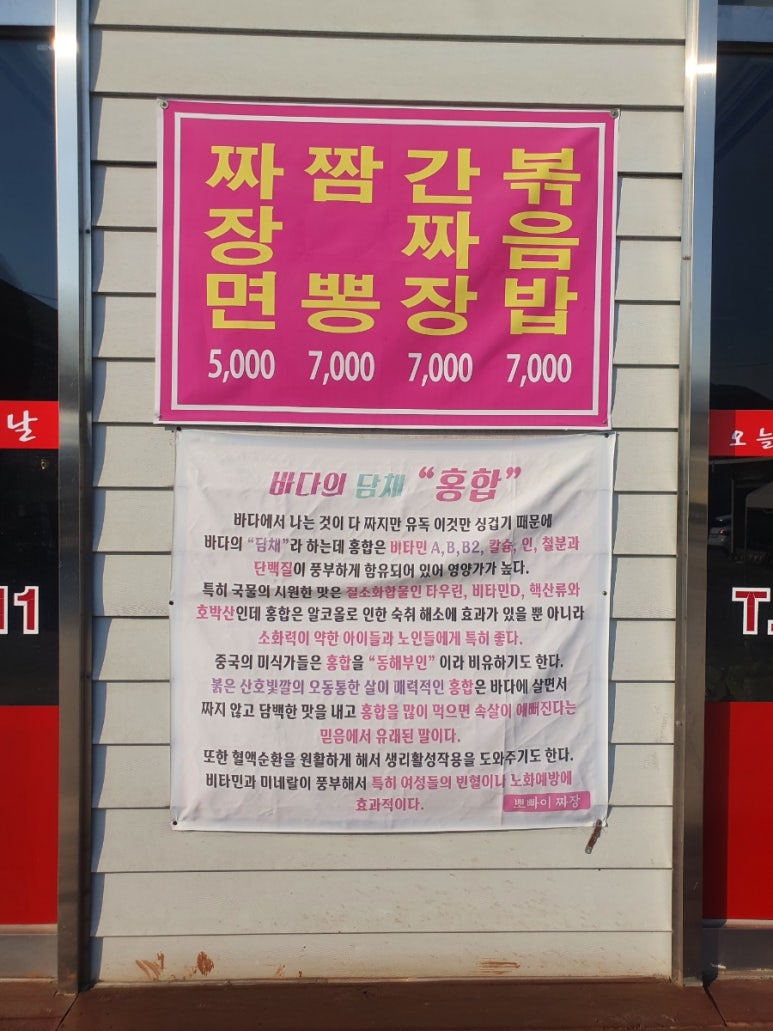 짜장면 짬뽕 간짜장 볶음밥
5,000 7,000 7,000 7,000
바다의 담채 “홍합”
바다에서 나는 것이 다 짜지만 유독 이것만 싱겁기 때문에
바다의 “담채”라 하는데 홍합은 비타민 A,B,B2, 칼슘, 인, 철분과
단백질이 풍부하게 함유되어 있어 영양가가 높다.
특히 국물의 시원한 맛은 질소화합물인 타우린, 비타민D, 핵산류와
호박산인데 홍합은 알코올로 인한 숙취 해소에 효과가 있을 뿐 아니라
소화력이 약한 아이들과 노인들에게 특히 좋다.
중국의 미식가들은 홍합을 “동해부인” 이라 비유하기도 한다.
붉은 산호빛깔의 오동통한 살이 매력적인 홍합은 바다에 살면서
짜지 않고 담백한 맛을 내고 홍합을 많이 먹으면 속살이 예뻐진다는
믿음에서 유래된 말이다.
또한 혈액순환을 원활하게 해서 생리활성작용을 도와주기도 한다.
비타민과 미네랄이 풍부해서 특히 여성들의 빈혈이나 노화예방에
효과적이다.
뽀빠이 짜장
날
오늘
11
T.